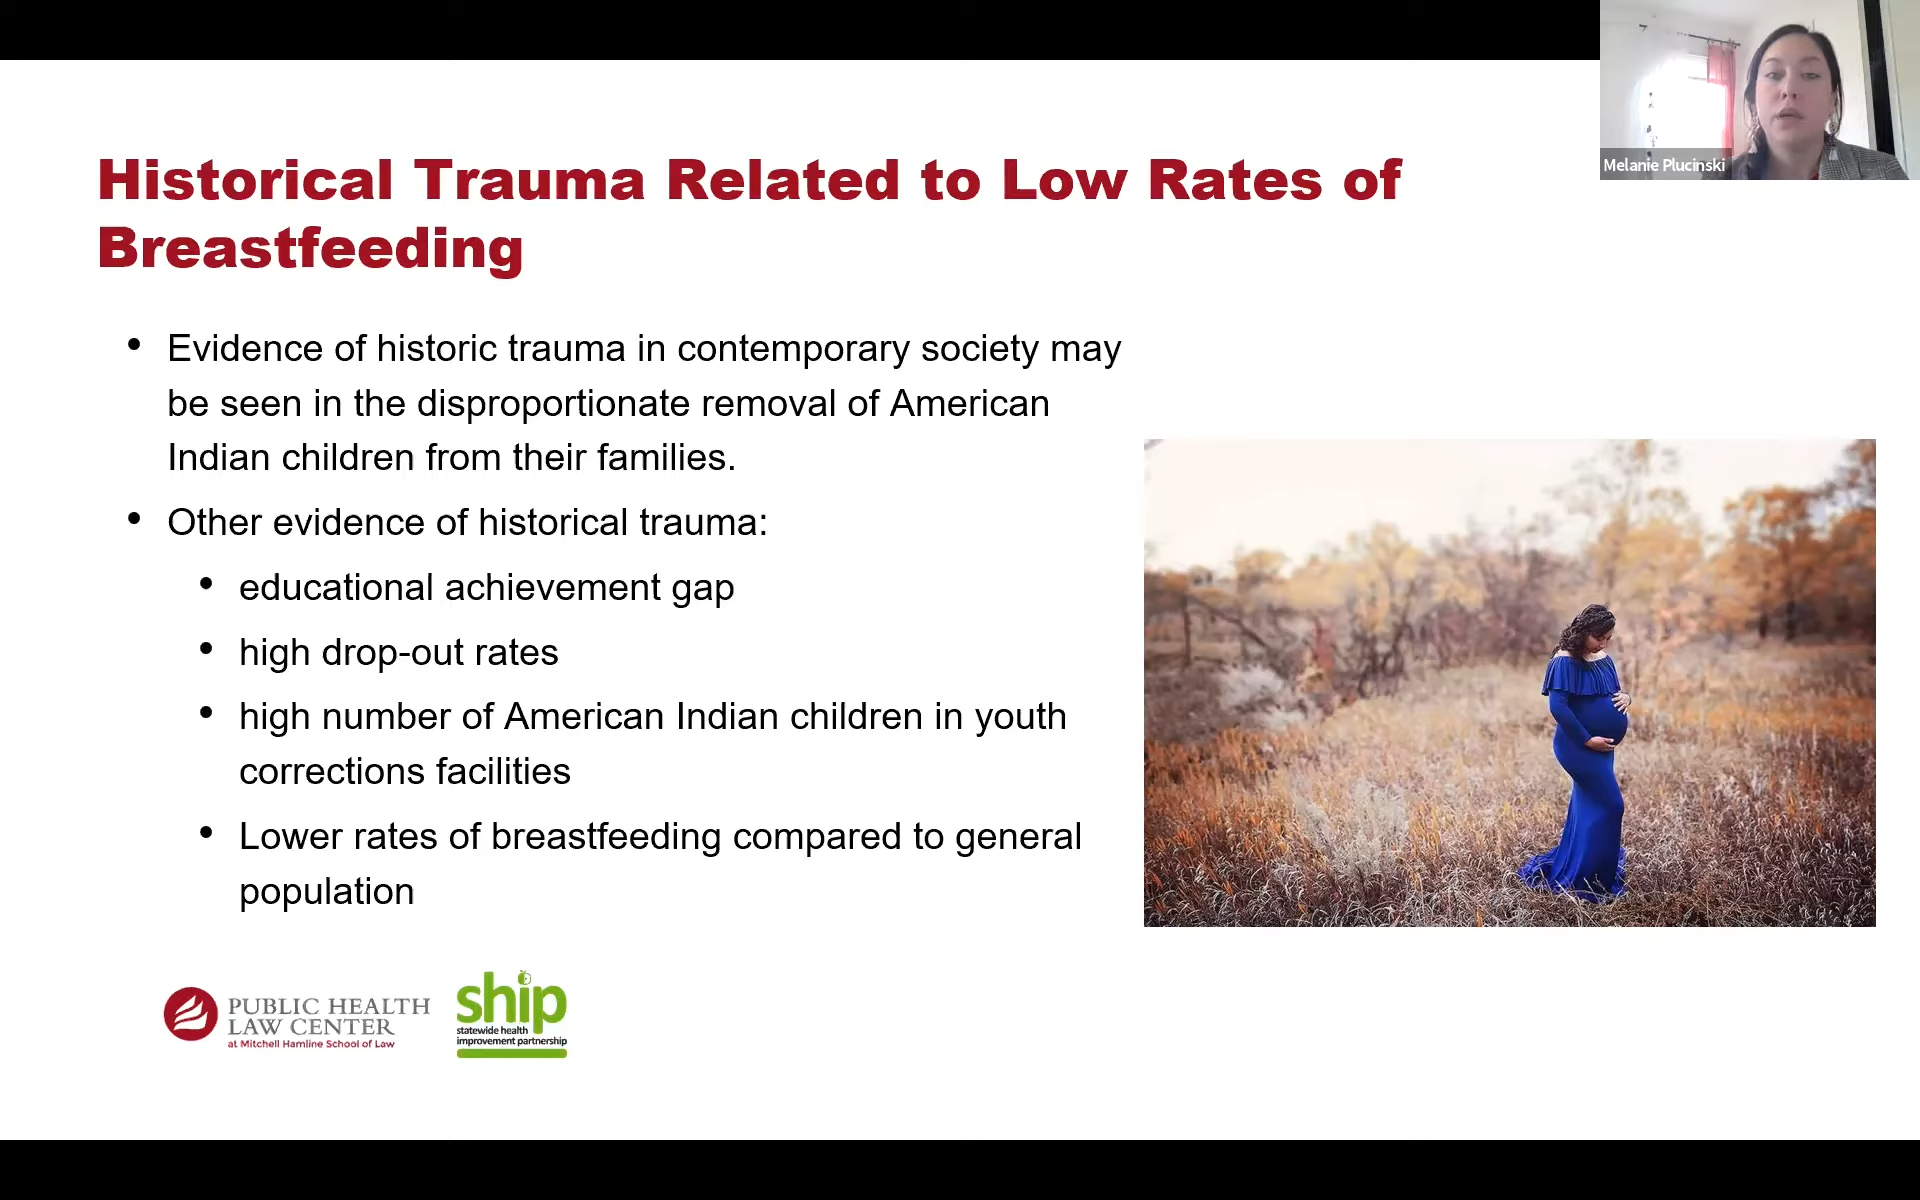 Melanie Plucinski
Historical Trauma Related to Low Rates of
Breastfeeding
• Evidence of historic trauma in contemporary society may
be seen in the disproportionate removal of American
Indian children from their families.
• Other evidence of historical trauma:
• educational achievement gap
• high drop-out rates
• high number of American Indian children in youth
corrections facilities
• Lower rates of breastfeeding compared to general
population
PUBLIC HEALTH
LAW CENTER
at Mitchell Hamline School of Law
ship
statewide health
improvement partnership